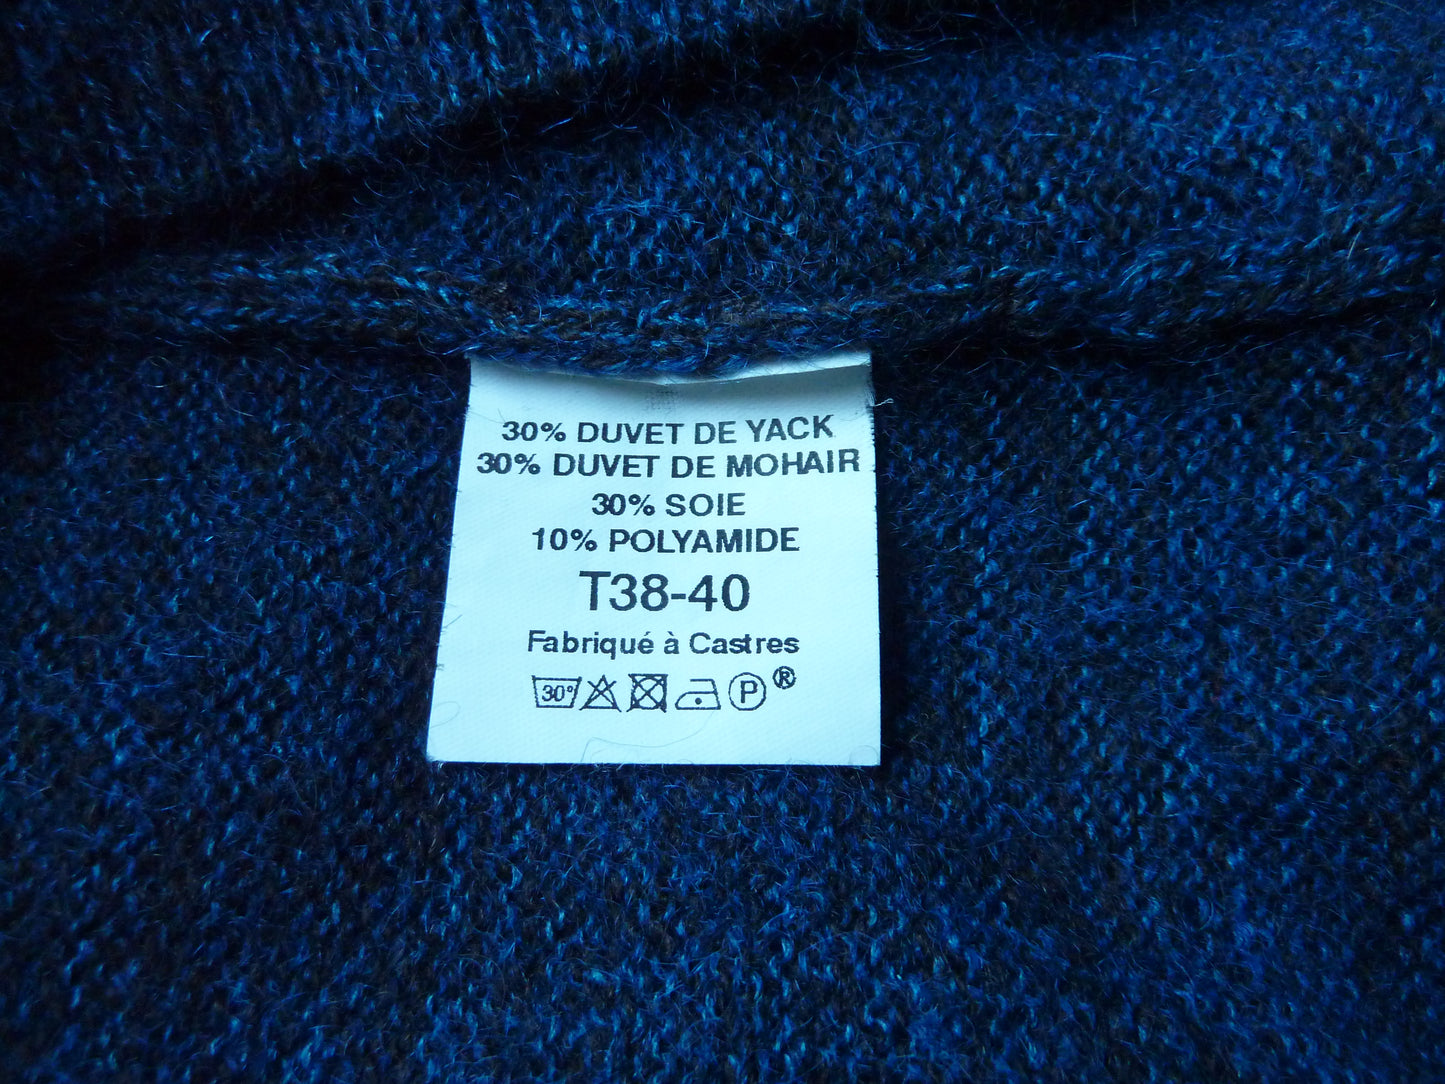 30% DUVET DE YACK
30% DUVET DE MOHAIR
30% SOIE
10% POLYAMIDE
T38-40
Fabriqué à Castres
30° P ®